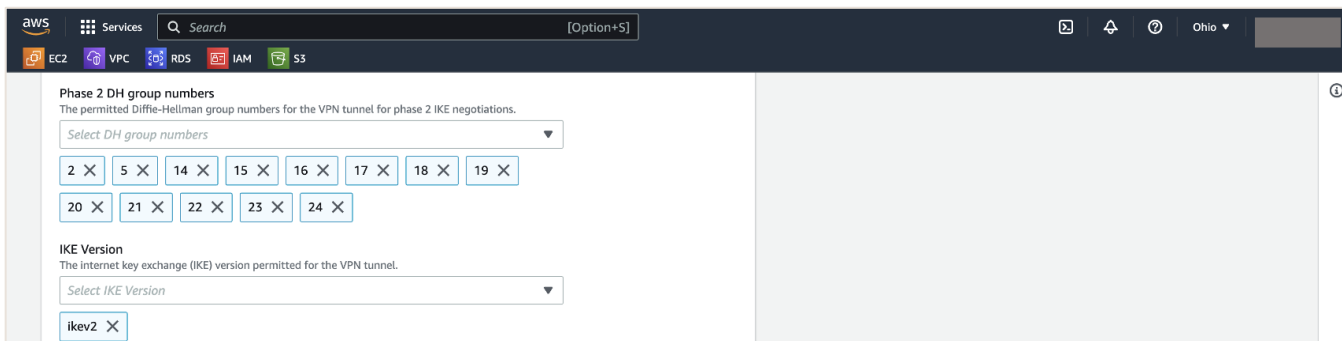 aws Services Search [Option+S] Ohio
EC2 VPC RDS IAM S3
Phase 2 DH group numbers
The permitted Diffie-Hellman group numbers for the VPN tunnel for phase 2 IKE negotiations.
Select DH group numbers
2 5 14 15 16 17 18 19
20 21 22 23 24
IKE Version
The internet key exchange (IKE) version permitted for the VPN tunnel.
Select IKE Version
ikev2